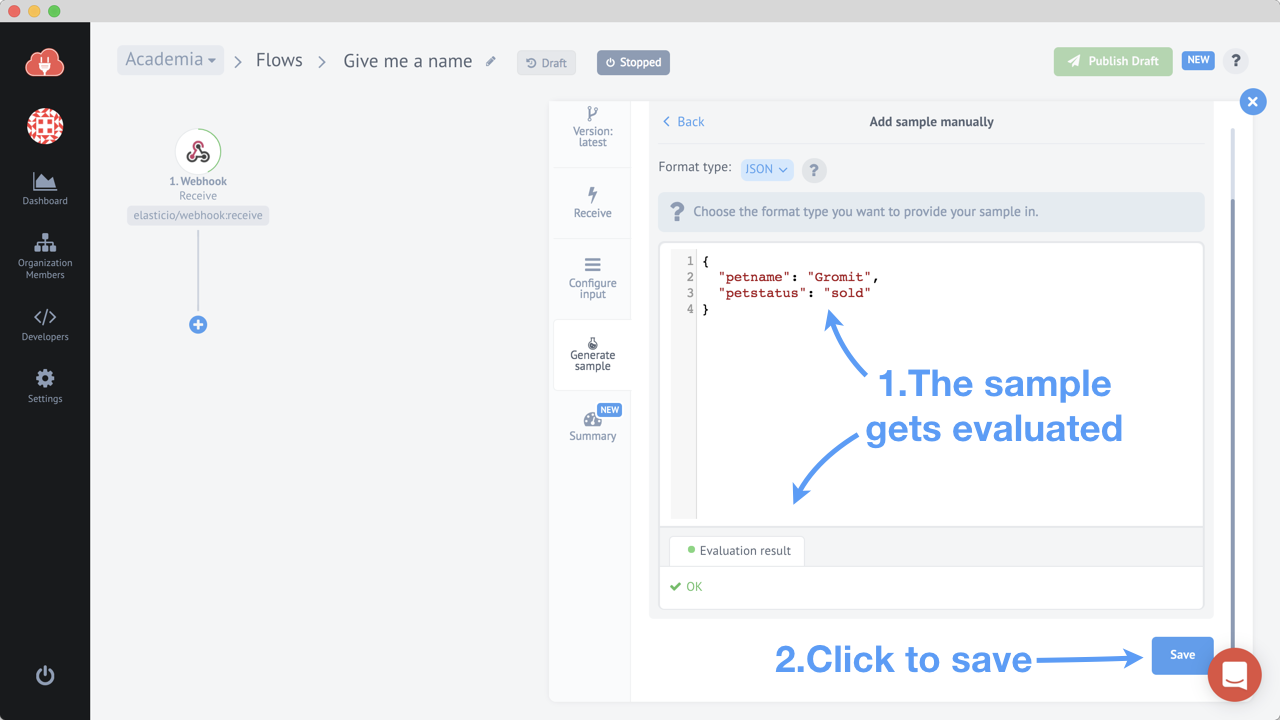 Academia
Flows
Give me a name
Draft
Stopped
Publish Draft
NEW
?
Dashboard
Organization
Members
Developers
Settings
1. Webhook
Receive
elasticio/webhook:receive
Version:
latest
Receive
Configure
input
Generate
sample
NEW
Summary
Back
Add sample manually
Format type:
JSON
?
? Choose the format type you want to provide your sample in.
1 {
2   "petname": "Gromit",
3   "petstatus": "sold"
4 }
1.The sample
gets evaluated
Evaluation result
OK
2.Click to save
Save